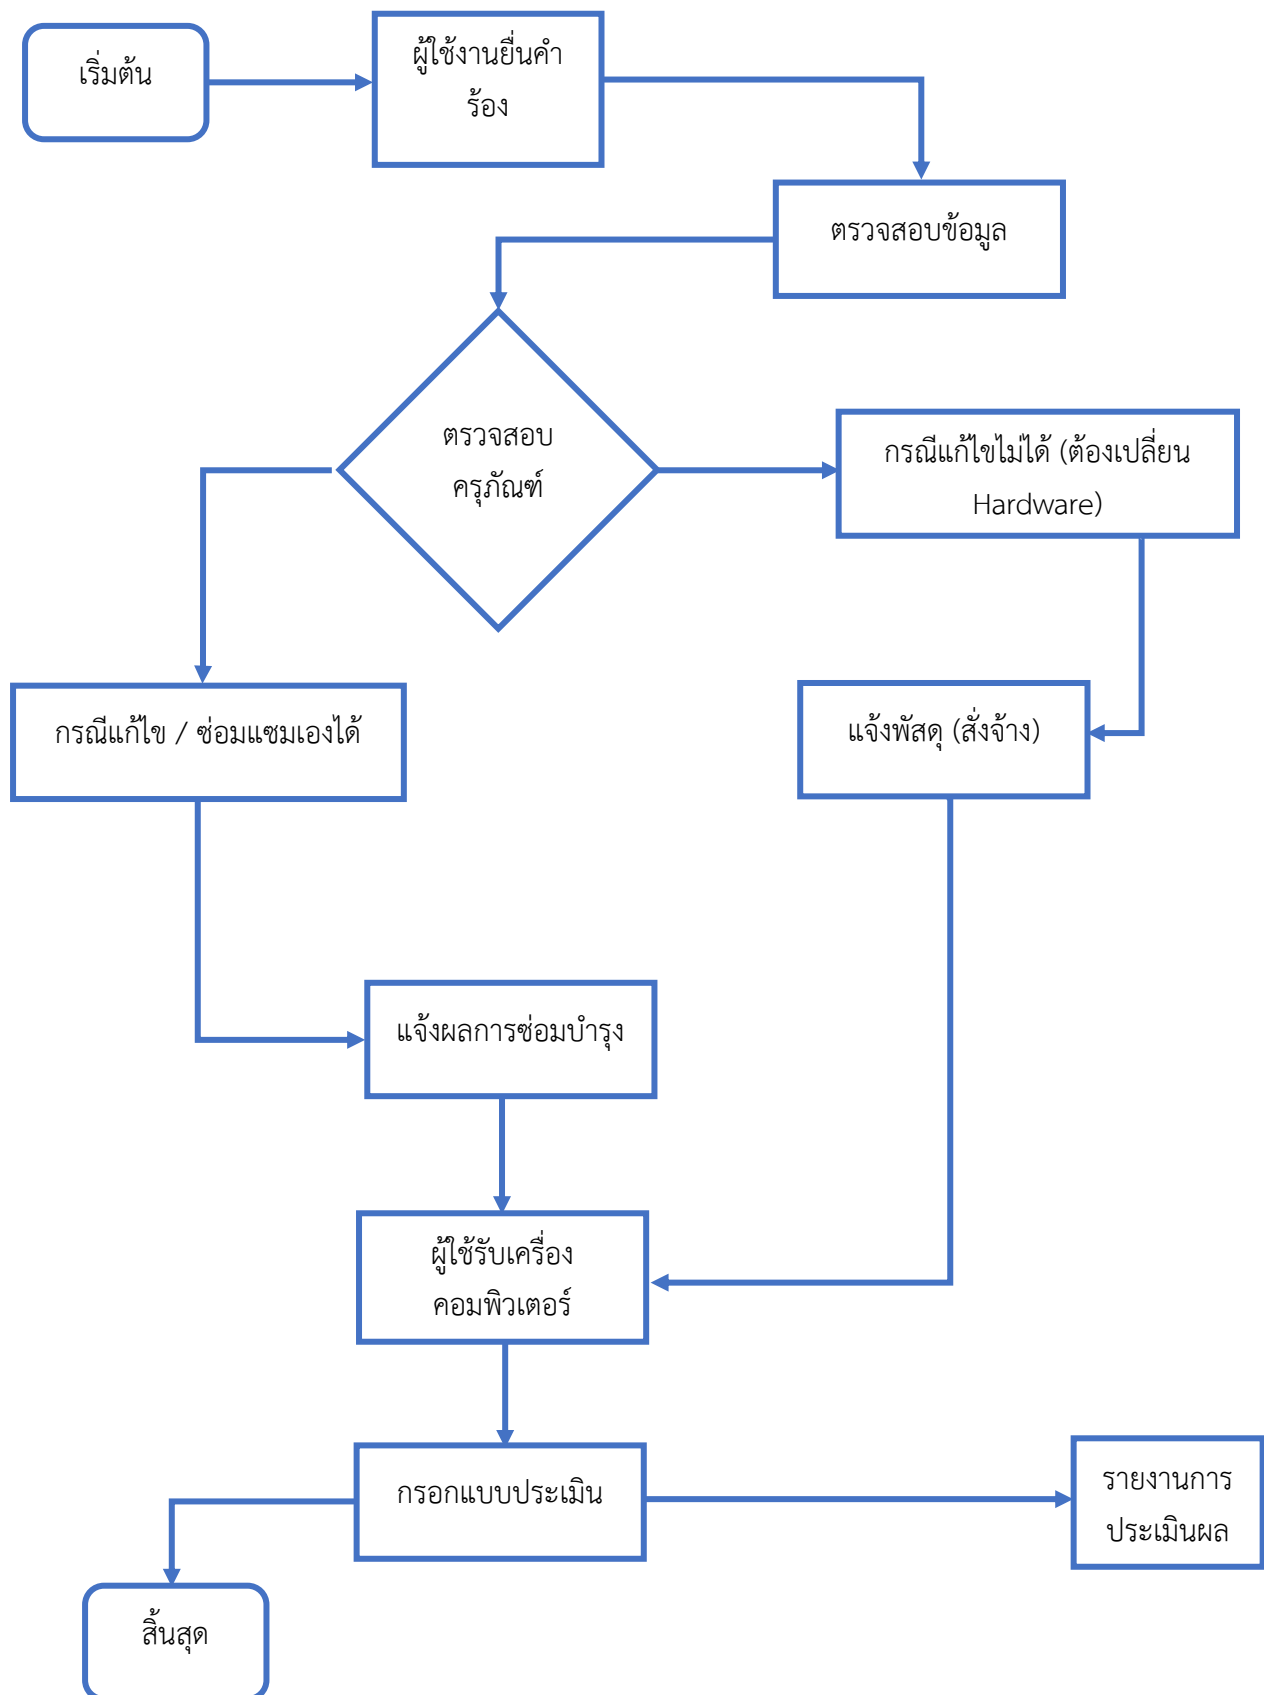 เริ่มต้น
ผู้ใช้งานยื่นคำ
ร้อง
ตรวจสอบข้อมูล
ตรวจสอบ
ครุภัณฑ์
กรณีแก้ไขไม่ได้ (ต้องเปลี่ยน
Hardware)
กรณีแก้ไข / ซ่อมแซมเองได้
แจ้งพัสดุ (สั่งจ้าง)
แจ้งผลการซ่อมบำรุง
ผู้ใช้รับเครื่อง
คอมพิวเตอร์
กรอกแบบประเมิน
รายงานการ
ประเมินผล
สิ้นสุด